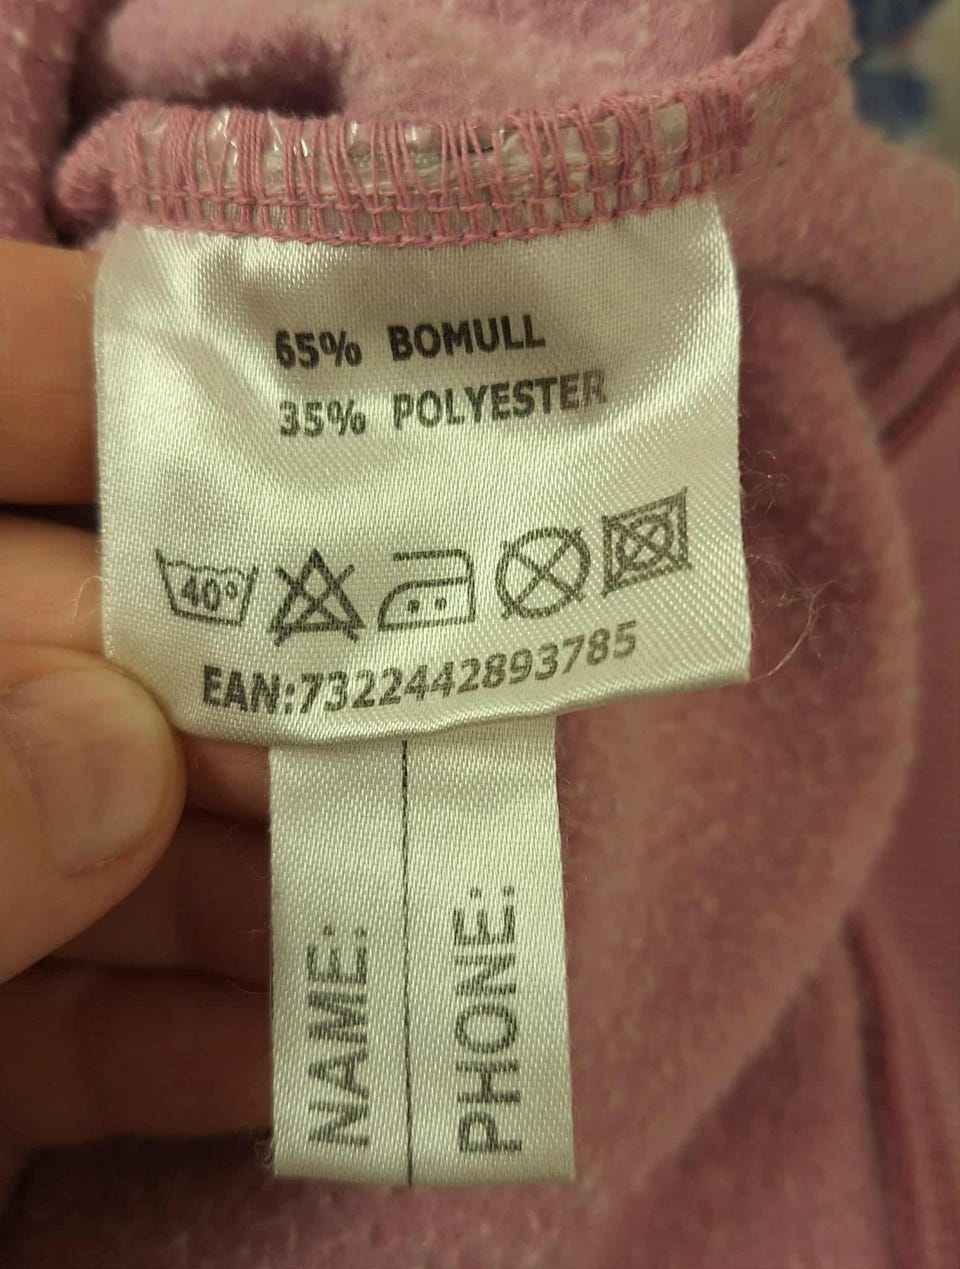 65% BOMULL
35% POLYESTER
40°
EAN:7322442893785
NAME:
PHONE: